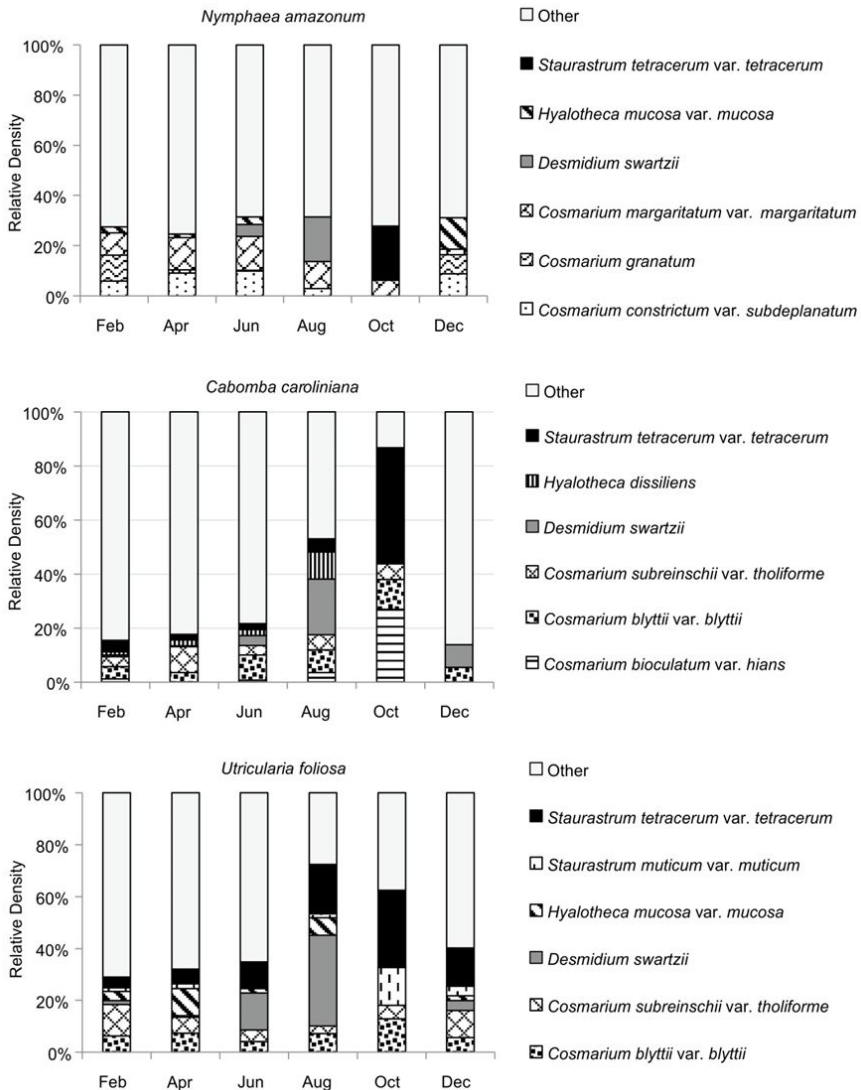 Nymphaea amazonum
Relative Density
100%
80%
60%
40%
20%
0%
Feb Apr Jun Aug Oct Dec
Other
Staurastrum tetracerum var. tetracerum
Hyalotheca mucosa var. mucosa
Desmidium swartzii
Cosmarium margaritatum var. margaritatum
Cosmarium granatum
Cosmarium constrictum var. subdeplanatum
Cabomba caroliniana
Relative Density
100%
80%
60%
40%
20%
0%
Feb Apr Jun Aug Oct Dec
Other
Staurastrum tetracerum var. tetracerum
Hyalotheca dissiliens
Desmidium swartzii
Cosmarium subreinschii var. tholiforme
Cosmarium blyttii var. blyttii
Cosmarium bioculatum var. hians
Utricularia foliosa
Relative Density
100%
80%
60%
40%
20%
0%
Feb Apr Jun Aug Oct Dec
Other
Staurastrum tetracerum var. tetracerum
Staurastrum muticum var. muticum
Hyalotheca mucosa var. mucosa
Desmidium swartzii
Cosmarium subreinschii var. tholiforme
Cosmarium blyttii var. blyttii